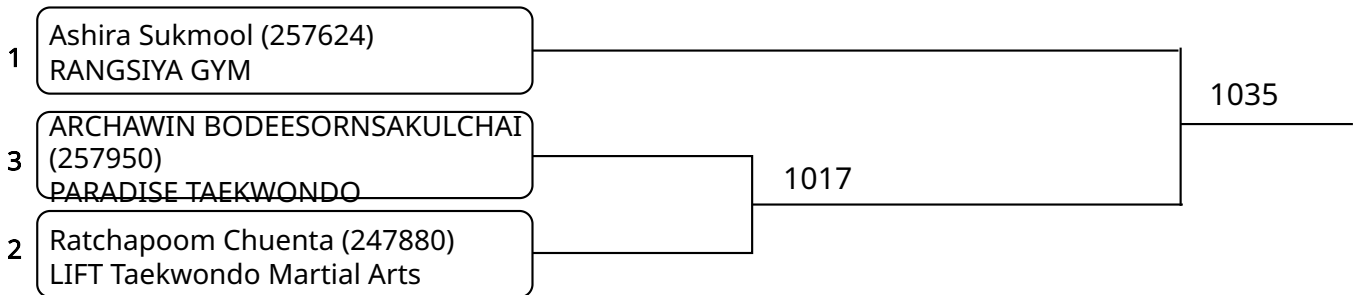 1
Ashira Sukmool (257624)
RANGSIYA GYM
3
ARCHAWIN BODEESORNSAKULCHAI
(257950)
PARADISE TAEKWONDO
2
Ratchapoom Chuenta (247880)
LIFT Taekwondo Martial Arts
1017
1035